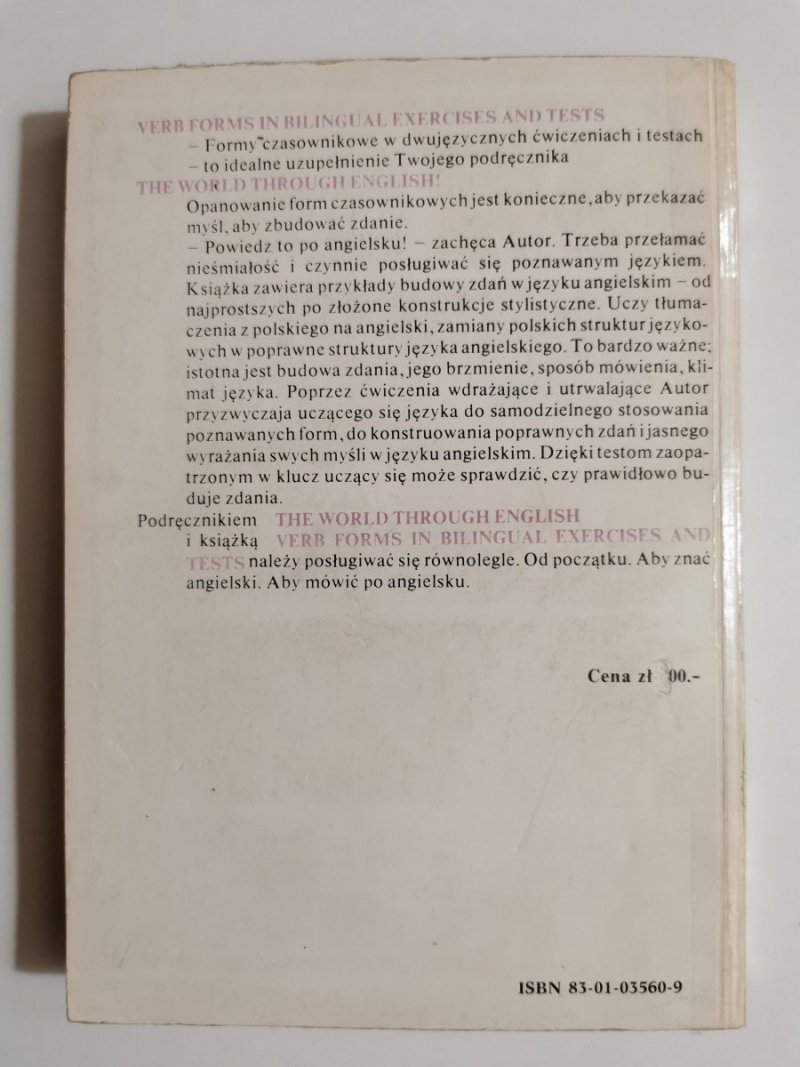 VERB FORMS IN BILINGUAL EXERCISES AND TESTS
– Formy czasownikowe w dwujęzycznych ćwiczeniach i testach
– to idealne uzupełnienie Twojego podręcznika
THE WORLD THROUGH ENGLISH!
Opanowanie form czasownikowych jest konieczne, aby przekazać
myśl, aby zbudować zdanie.
– Powiedz to po angielsku! – zachęca Autor. Trzeba przełamać
nieśmiałość i czynnie posługiwać się poznawanym językiem.
Książka zawiera przykłady budowy zdań w języku angielskim – od
najprostszych po złożone konstrukcje stylistyczne. Uczy tłuma-
czenia z polskiego na angielski, zamiany polskich struktur języko-
wych w poprawne struktury języka angielskiego. To bardzo ważne;
istotna jest budowa zdania, jego brzmienie, sposób mówienia, kli-
mat języka. Poprzez ćwiczenia wdrażające i utrwalające Autor
przyzwyczaja uczącego się języka do samodzielnego stosowania
poznawanych form, do konstruowania poprawnych zdań i jasnego
wyrażania swych myśli w języku angielskim. Dzięki testom zaopa-
trzonym w klucz uczący się może sprawdzić, czy prawidłowo bu-
duje zdania.
Podręcznikiem THE WORLD THROUGH ENGLISH
i książką VERB FORMS IN BILINGUAL EXERCISES AND
TESTS należy posługiwać się równolegle. Od początku. Aby znać
angielski. Aby mówić po angielsku.
Cena zł 00.-
ISBN 83-01-03560-9